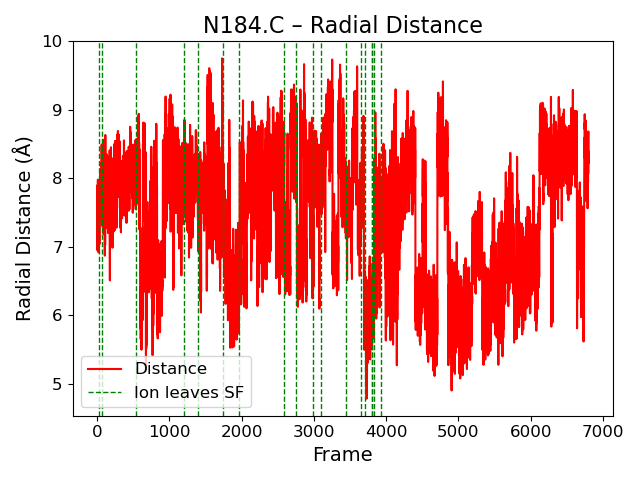 N184.C – Radial Distance
Radial Distance (Å)
10
9
8
7
6
5
Distance
Ion leaves SF
0
1000
2000
3000
4000
5000
6000
7000
Frame